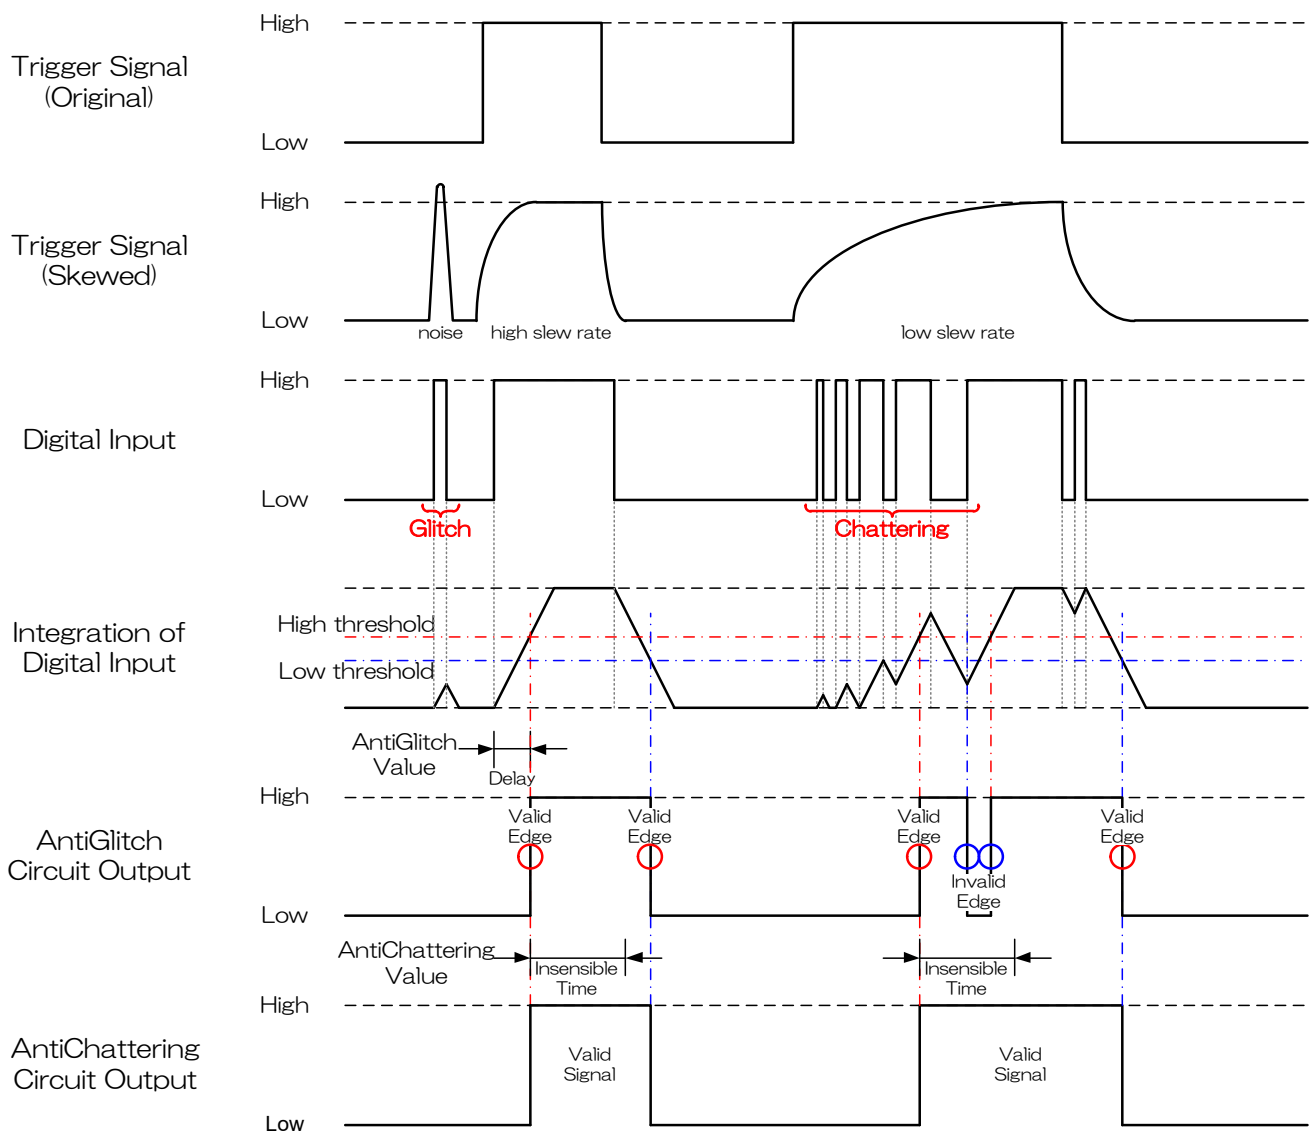 High
Trigger Signal
(Original)
Low
High
Trigger Signal
(Skewed)
Low
noise
high slew rate
low slew rate
High
Digital Input
Low
Glitch
Chattering
High threshold
Integration of
Digital Input
Low threshold
AntiGlitch
Value
Delay
High
Valid
Edge
Valid
Edge
Valid
Edge
Valid
Edge
AntiGlitch
Circuit Output
Invalid
Edge
Low
AntiChattering
Value
Insensible
Time
Insensible
Time
High
AntiChattering
Circuit Output
Valid
Signal
Valid
Signal
Low